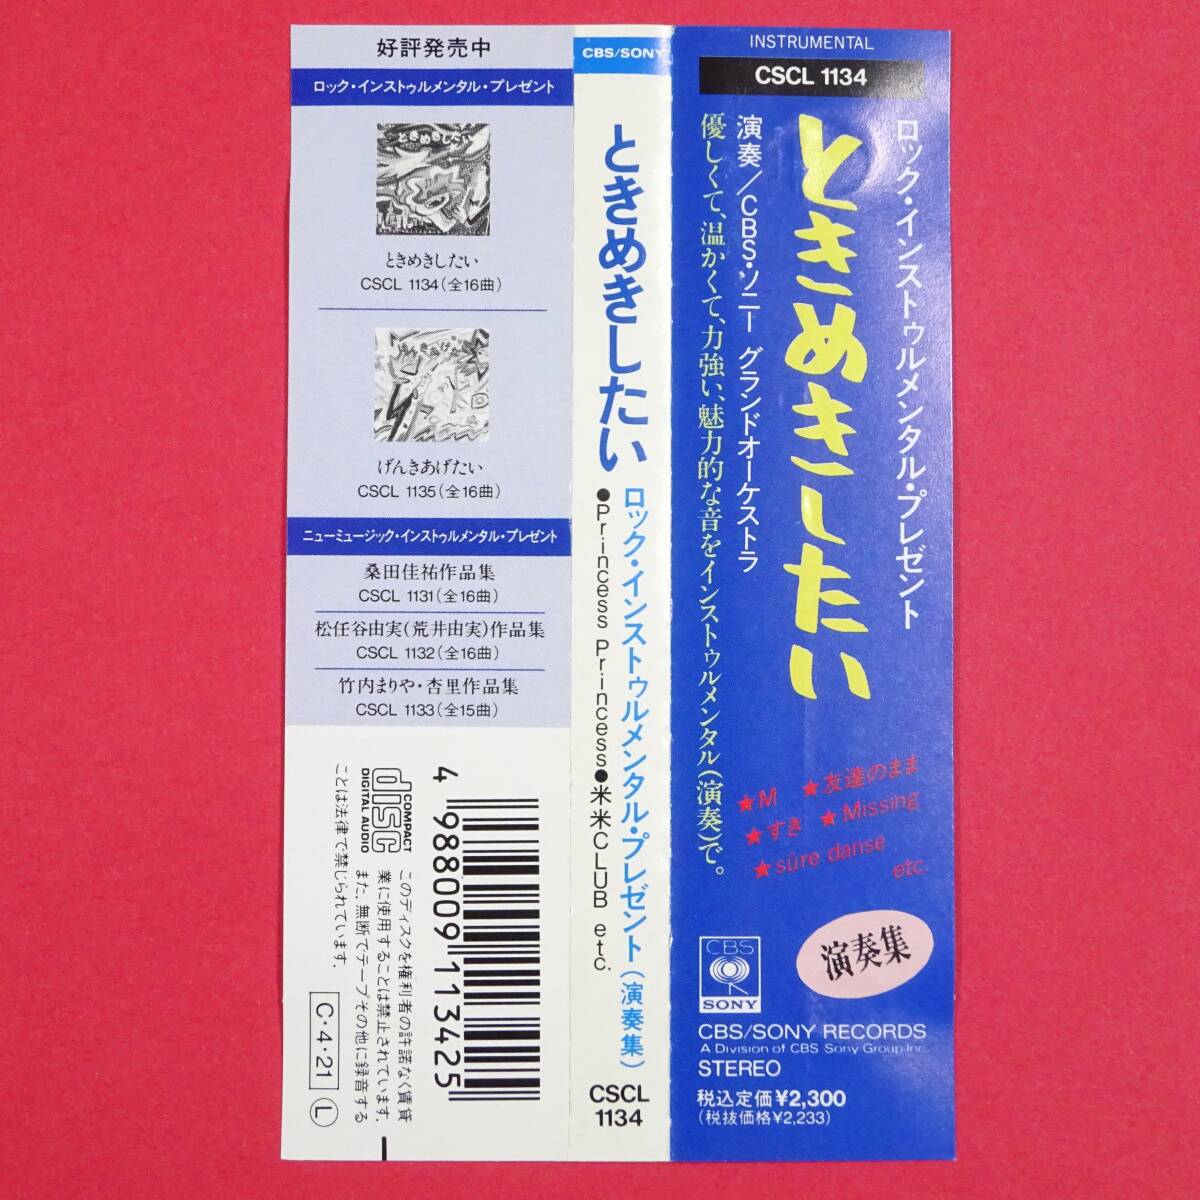 好評発売中
ロック・インストゥルメンタル・プレゼント
ときめきしたい
ときめきしたい
CSCL 1134(全16曲)
げんきあげたい
げんきあげたい
CSCL 1135(全16曲)
ニューミュージック・インストゥルメンタル・プレゼント
桑田佳祐作品集
CSCL 1131(全16曲)
松任谷由実(荒井由実)作品集
CSCL 1132(全16曲)
竹内まりや・杏里作品集
CSCL 1133(全15曲)
4 988009 113425
COMPACT
disc
DIGITAL AUDIO
このディスクを権利者の許諾なく賃貸
業に使用することは禁止されています。
また、無断でテープその他に録音する
ことは法律で禁じられています。
C・4・21
L
CBS/SONY
ときめきしたい
ロック・インストゥルメンタル・プレゼント(演奏集)
●Princess Princess●米米CLUB etc.
CSCL
1134
INSTRUMENTAL
CSCL 1134
ロック・インストゥルメンタル・プレゼント
ときめきしたい
演奏/CBS・ソニー グランドオーケストラ
優しくて、温かくて、力強い、魅力的な音をインストゥルメンタル(演奏)で。
★M ★友達のまま
★すき ★Missing
★sûre danse
etc.
演奏集
CBS
SONY
CBS/SONY RECORDS
A Division of CBS Sony Group Inc.
STEREO
税込定価¥2,300
(税抜価格¥2,233)